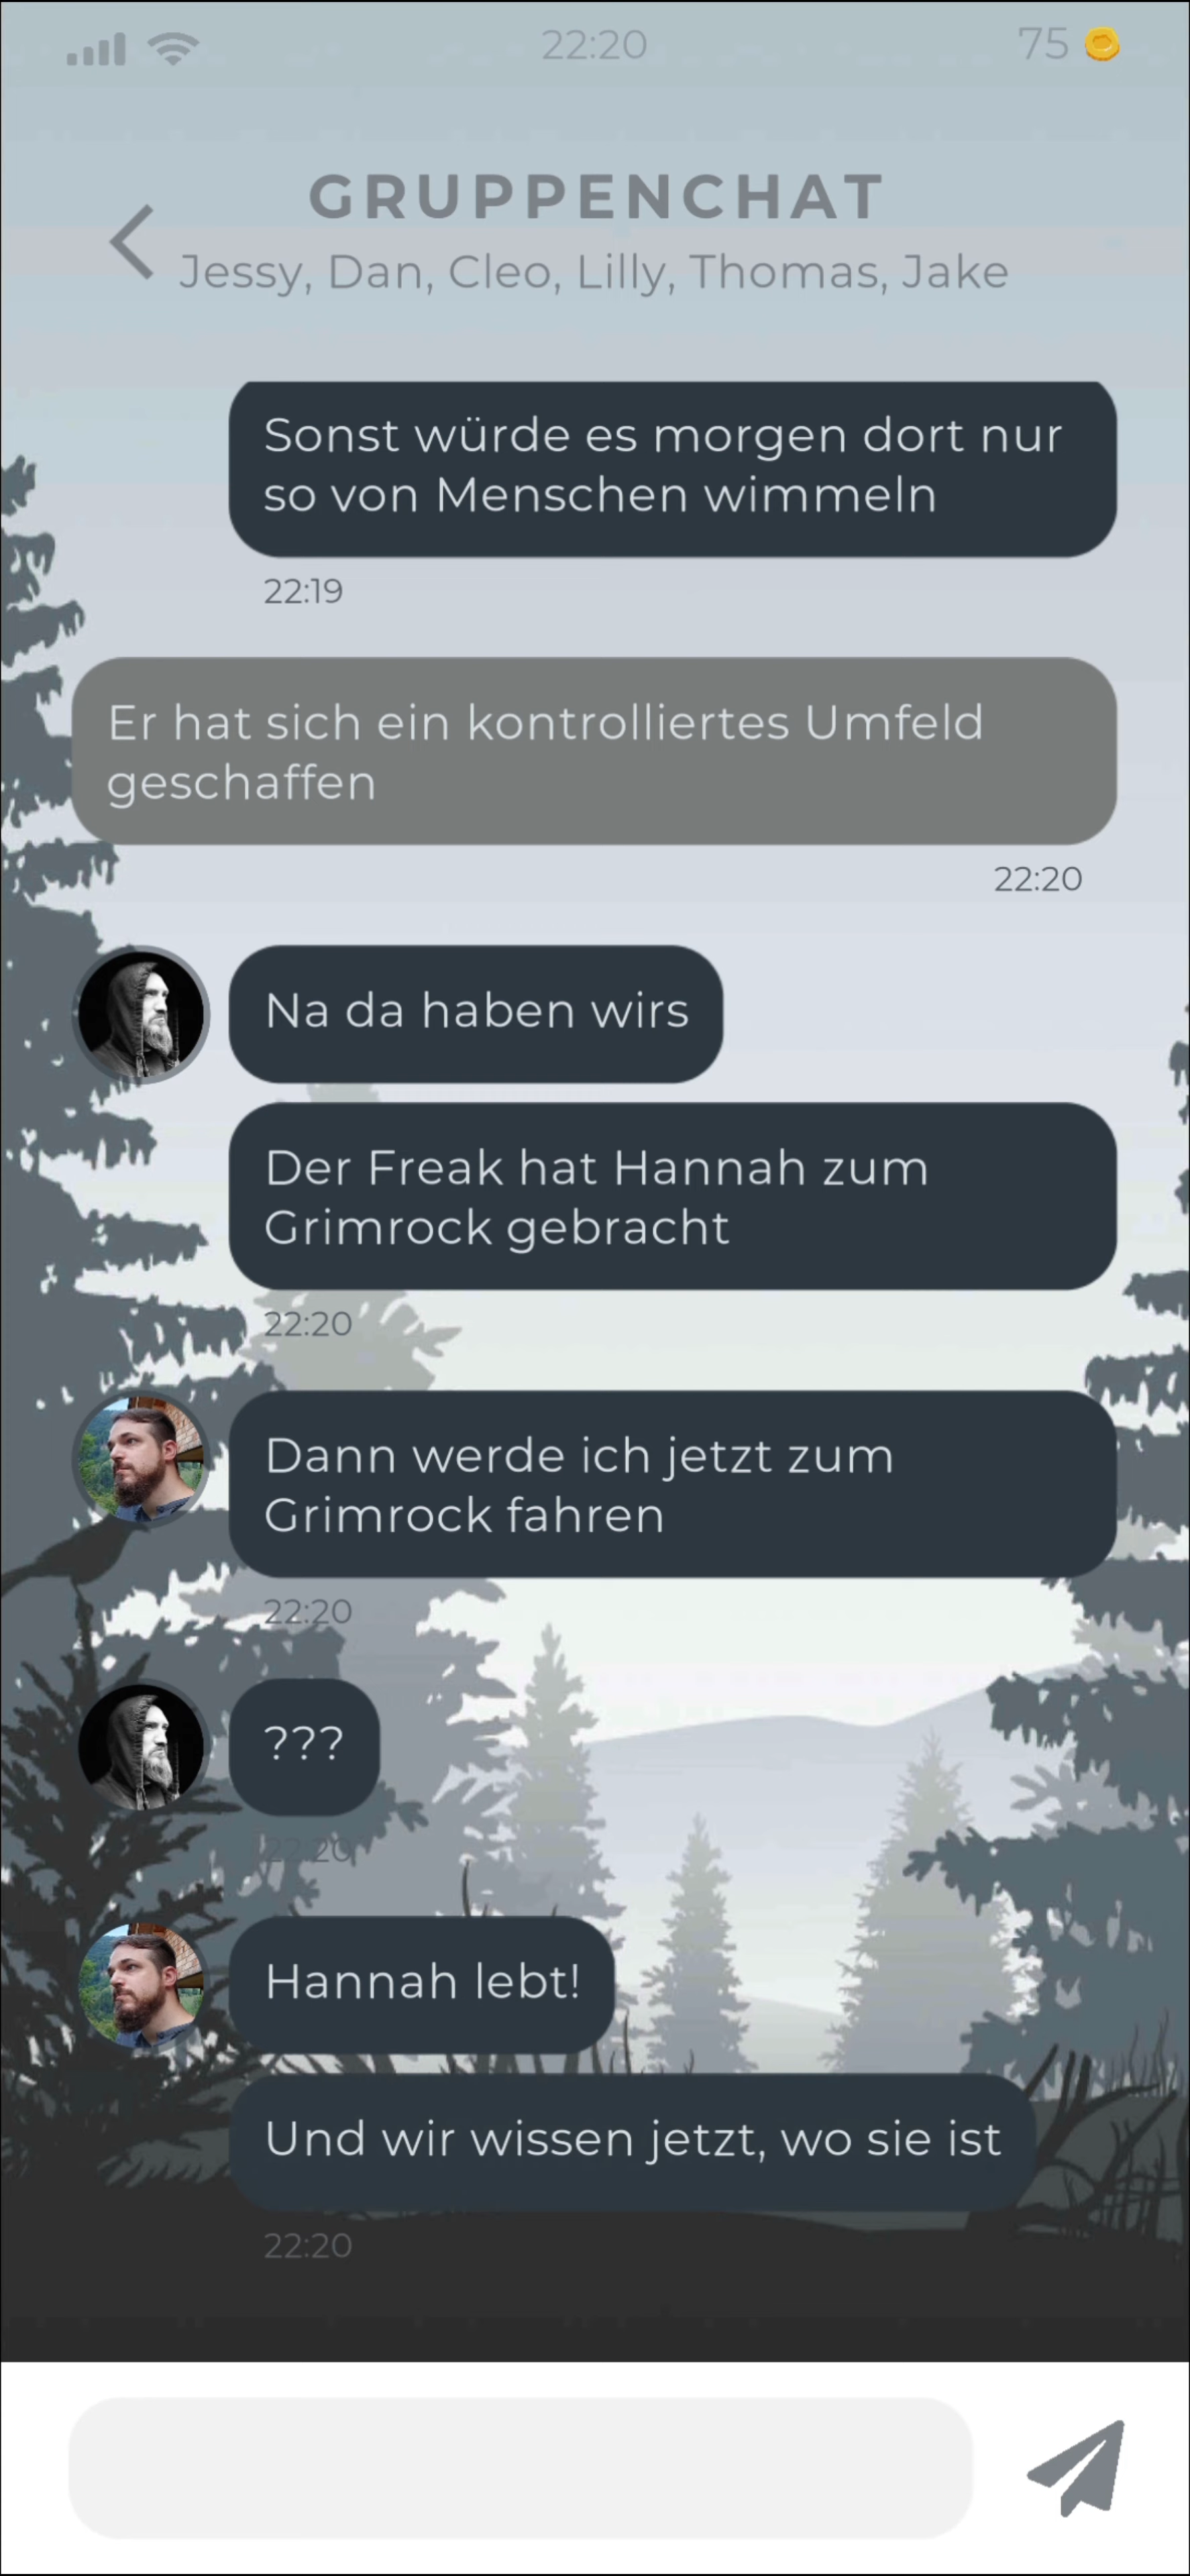 22:20
75
GRUPPENCHAT
Jessy, Dan, Cleo, Lilly, Thomas, Jake
Sonst würde es morgen dort nur
so von Menschen wimmeln
22:19
Er hat sich ein kontrolliertes Umfeld
geschaffen
22:20
Na da haben wirs
Der Freak hat Hannah zum
Grimrock gebracht
22:20
Dann werde ich jetzt zum
Grimrock fahren
22:20
???
22:20
Hannah lebt!
Und wir wissen jetzt, wo sie ist
22:20